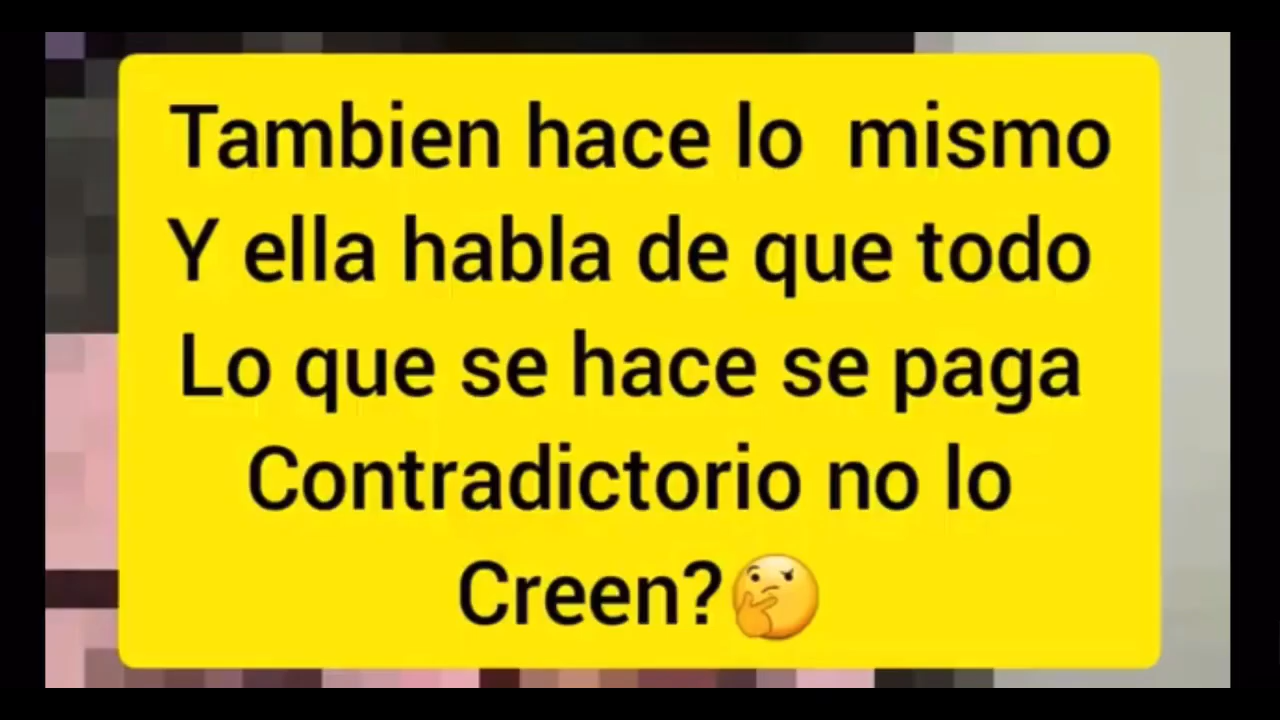 Tambien hace lo mismo
Y ella habla de que todo
Lo que se hace se paga
Contradictorio no lo
Creen?🤔